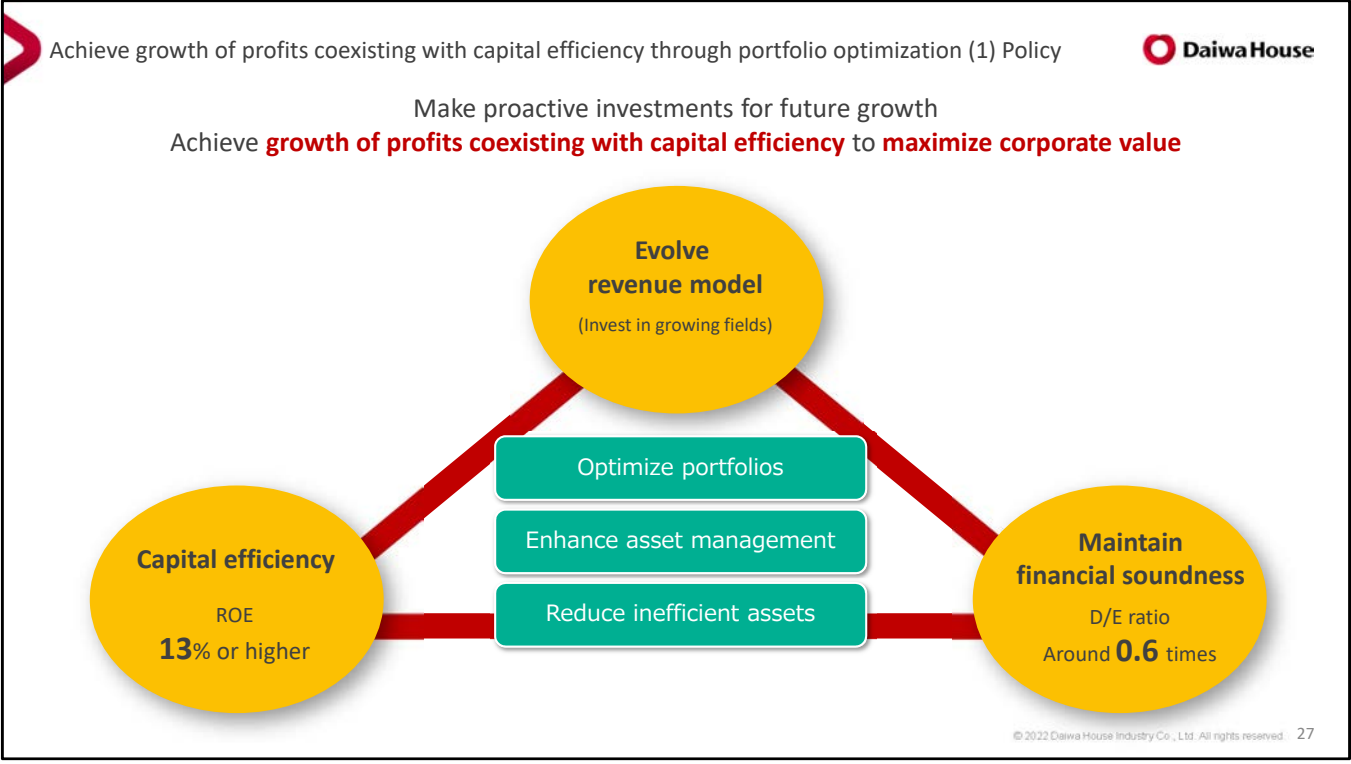 Achieve growth of profits coexisting with capital efficiency through portfolio optimization (1) Policy
Daiwa House
Make proactive investments for future growth
Achieve growth of profits coexisting with capital efficiency to maximize corporate value
Evolve
revenue model
(Invest in growing fields)
Optimize portfolios
Enhance asset management
Reduce inefficient assets
Capital efficiency
ROE
13% or higher
Maintain
financial soundness
D/E ratio
Around 0.6 times
© 2022 Daiwa House Industry Co., Ltd. All rights reserved. 27